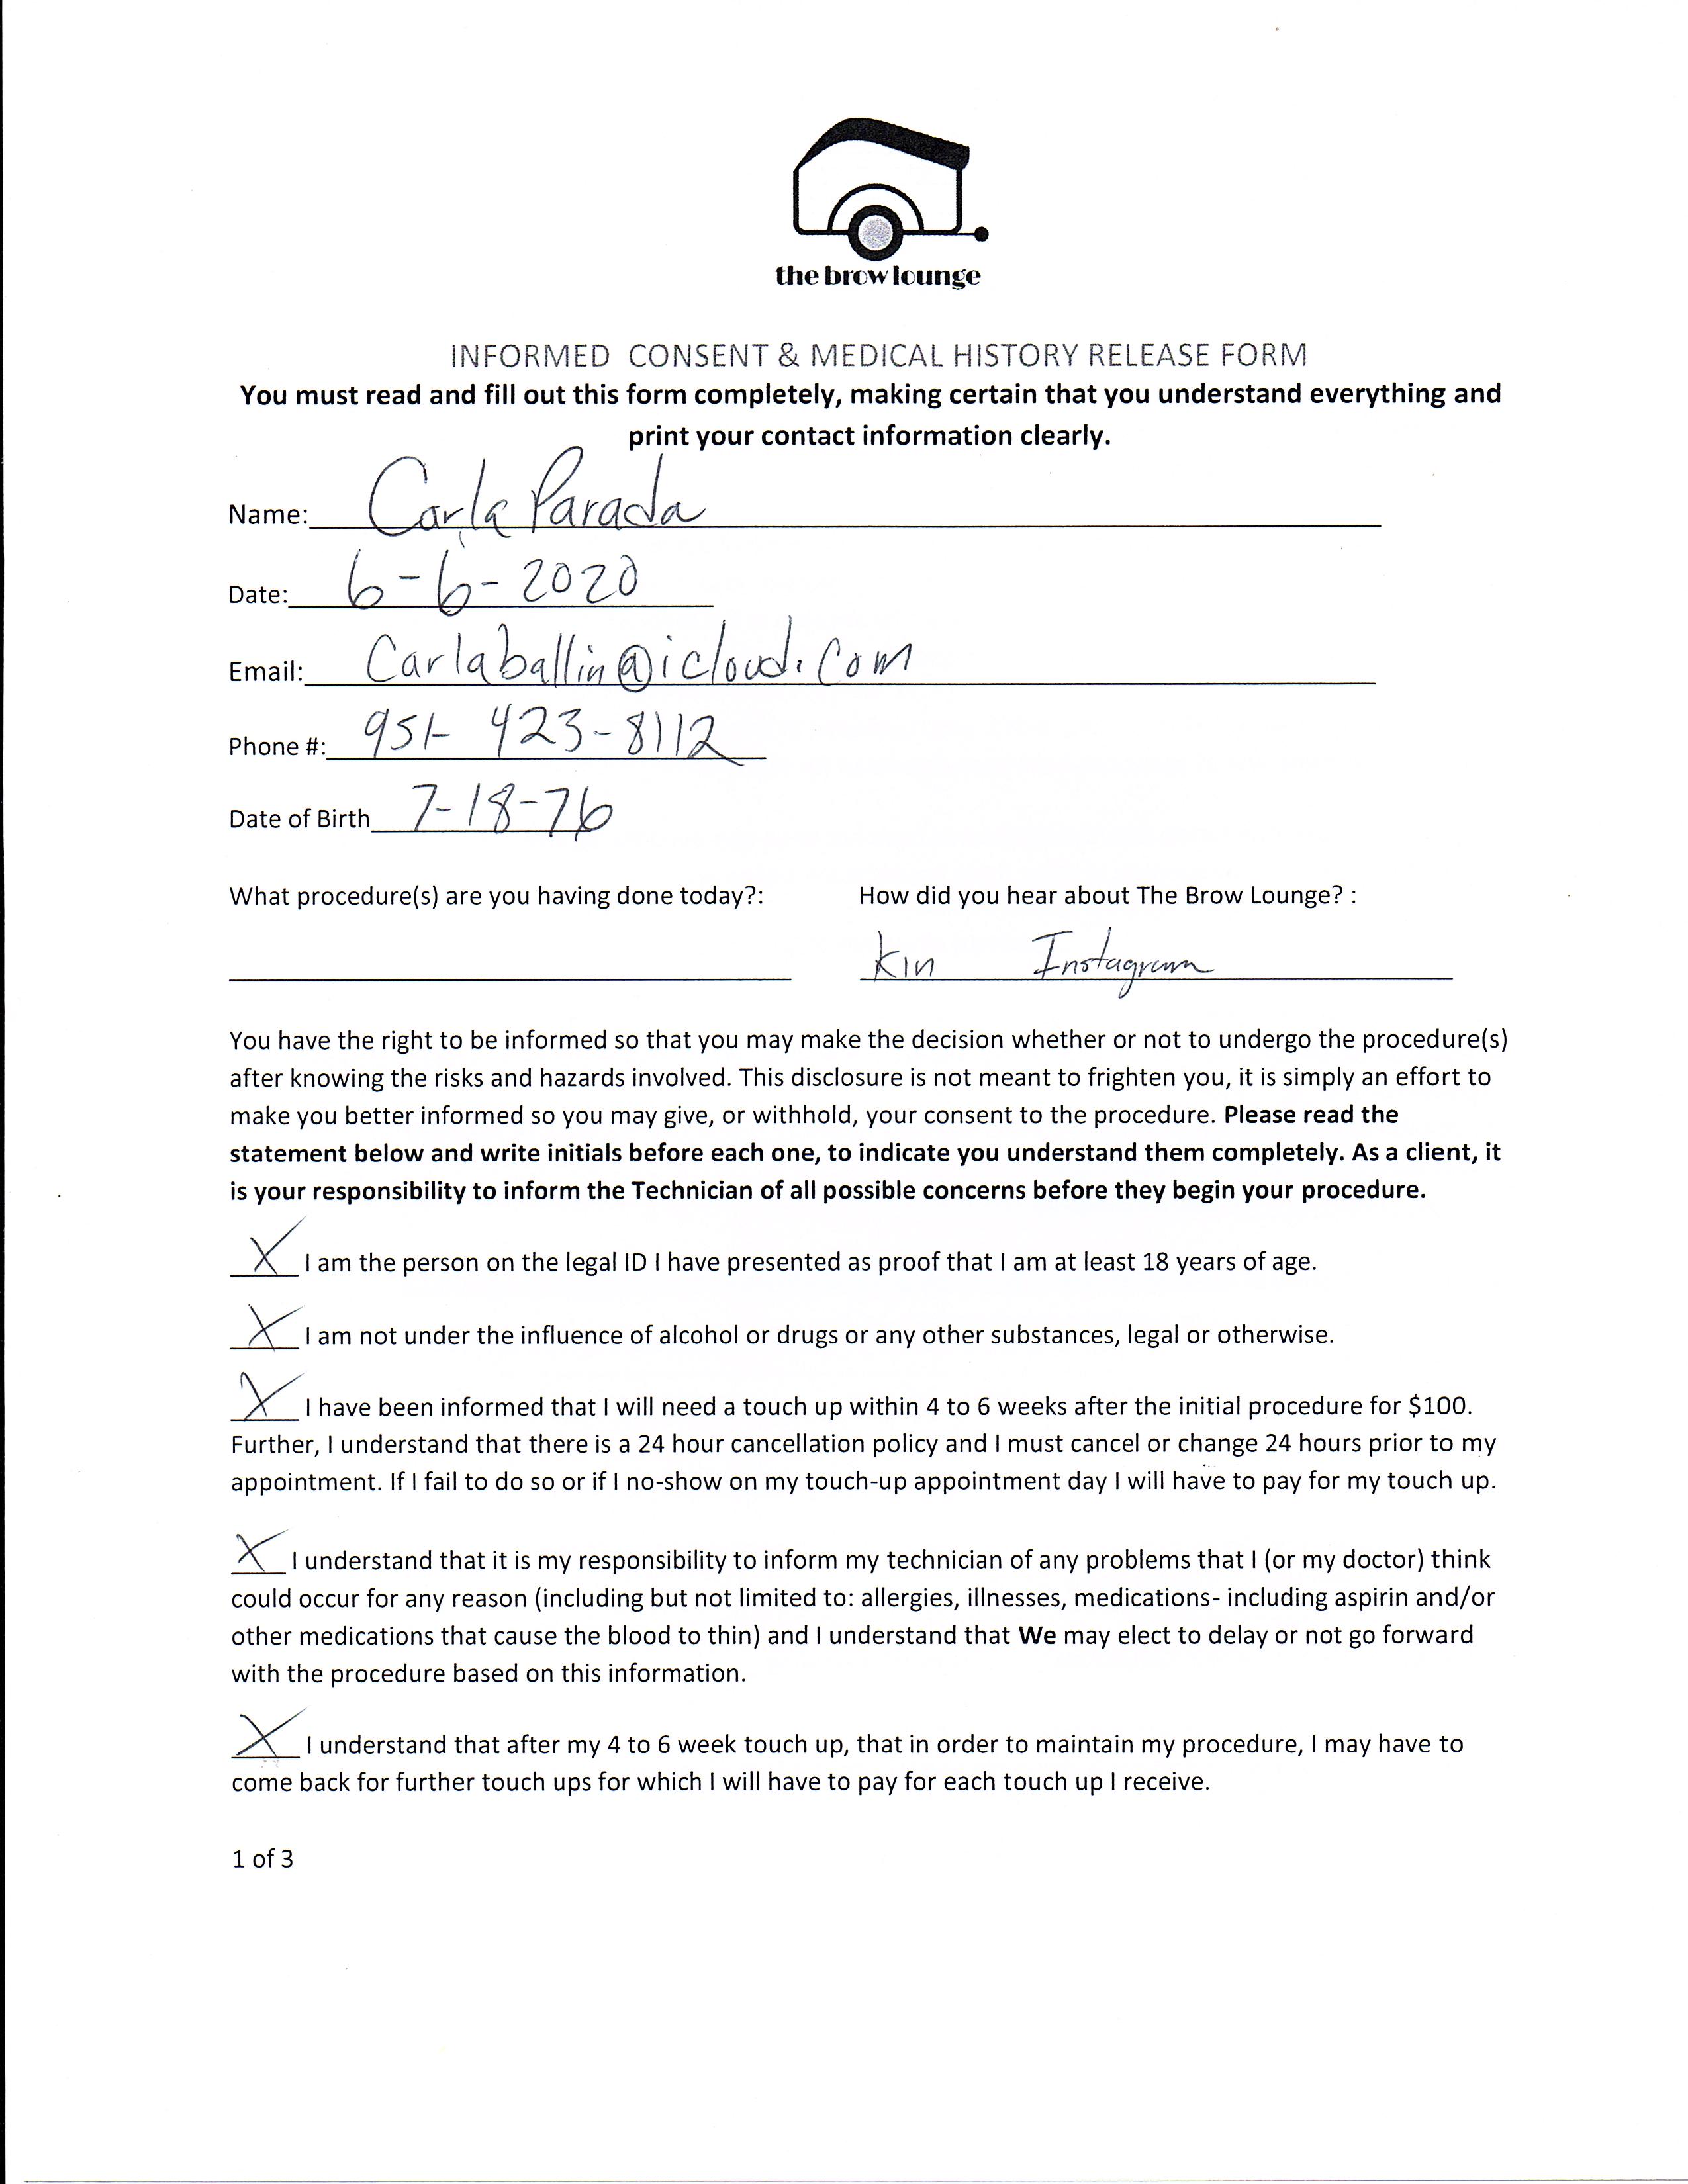 the brow lounge
INFORMED CONSENT & MEDICAL HISTORY RELEASE FORM
You must read and fill out this form completely, making certain that you understand everything and
print your contact information clearly.
Name: Carla Parada
Date: 6-6-2020
Email: Carlaballin@icloud.com
Phone #: 951-423-8112
Date of Birth 7-18-76
What procedure(s) are you having done today?: How did you hear about The Brow Lounge? :
kin Instagram
You have the right to be informed so that you may make the decision whether or not to undergo the procedure(s)
after knowing the risks and hazards involved. This disclosure is not meant to frighten you, it is simply an effort to
make you better informed so you may give, or withhold, your consent to the procedure. Please read the
statement below and write initials before each one, to indicate you understand them completely. As a client, it
is your responsibility to inform the Technician of all possible concerns before they begin your procedure.
X I am the person on the legal ID I have presented as proof that I am at least 18 years of age.
X I am not under the influence of alcohol or drugs or any other substances, legal or otherwise.
X I have been informed that I will need a touch up within 4 to 6 weeks after the initial procedure for $100.
Further, I understand that there is a 24 hour cancellation policy and I must cancel or change 24 hours prior to my
appointment. If I fail to do so or if I no-show on my touch-up appointment day I will have to pay for my touch up.
X I understand that it is my responsibility to inform my technician of any problems that I (or my doctor) think
could occur for any reason (including but not limited to: allergies, illnesses, medications- including aspirin and/or
other medications that cause the blood to thin) and I understand that We may elect to delay or not go forward
with the procedure based on this information.
X I understand that after my 4 to 6 week touch up, that in order to maintain my procedure, I may have to
come back for further touch ups for which I will have to pay for each touch up I receive.
1 of 3